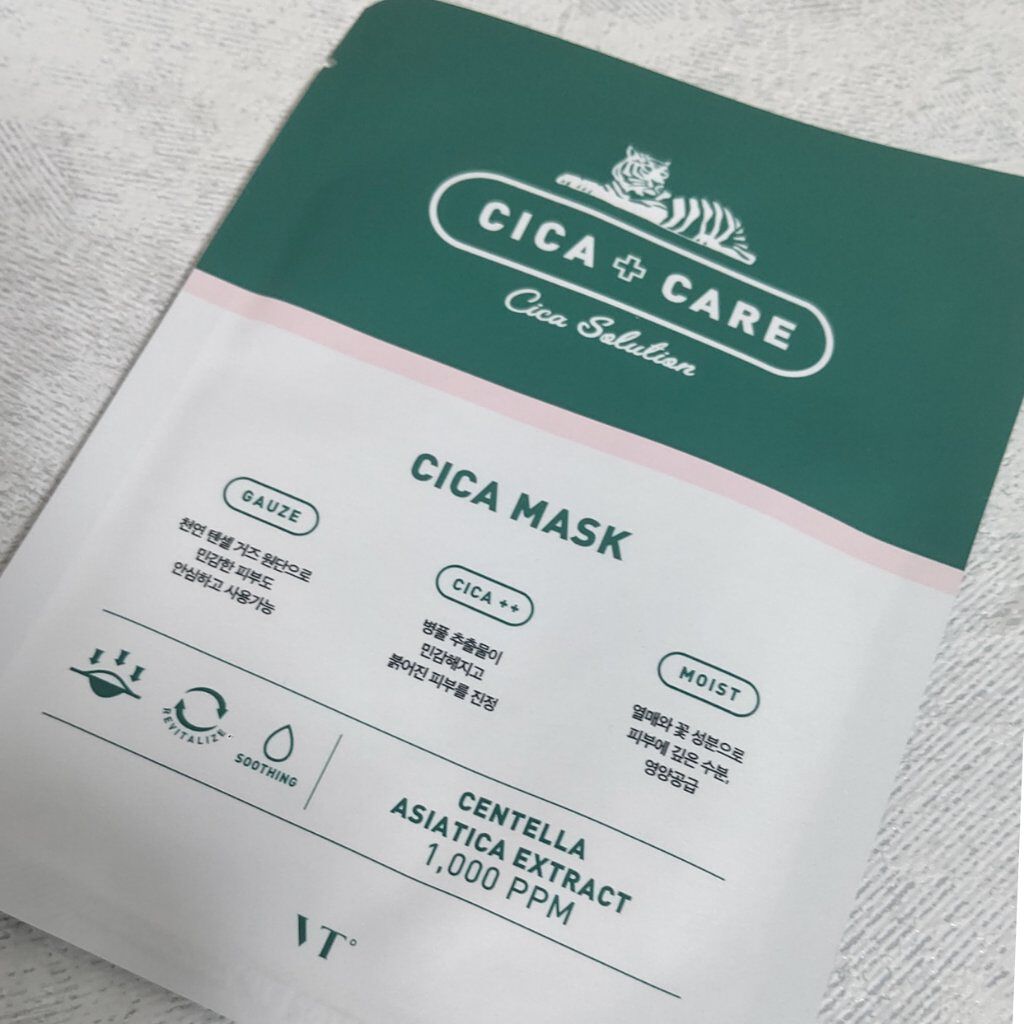 CICA + CARE
Cica Solution
CICA MASK
GAUZE
천연 텐셀 거즈 원단으로
민감한 피부도
안심하고 사용가능
CICA ++
병풀 추출물이
민감해지고
붉어진 피부를 진정
MOIST
열매와 꽃 성분으로
피부에 깊은 수분,
영양공급
REVITALIZE
SOOTHING
CENTELLA
ASIATICA EXTRACT
1,000 PPM
VT°